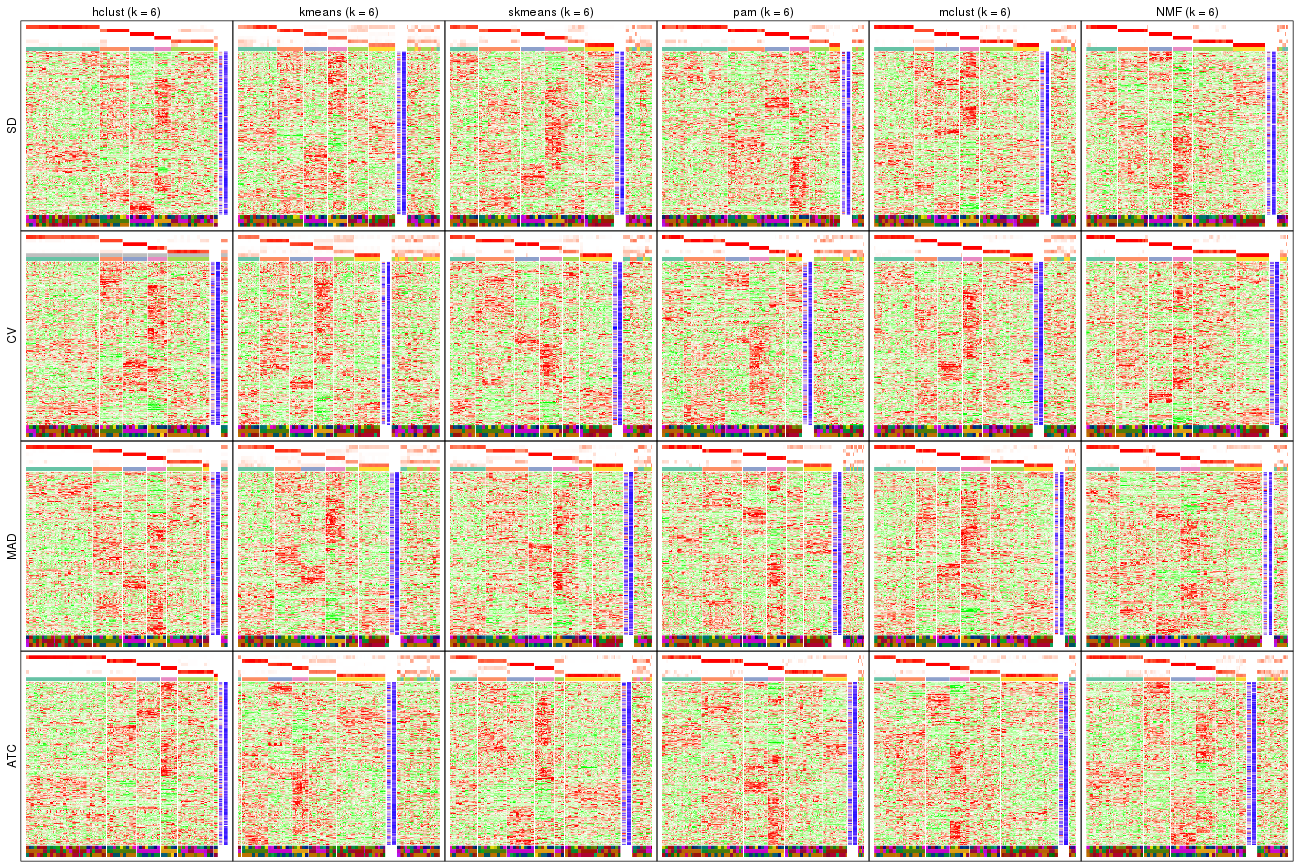 hclust (k = 6) kmeans (k = 6) skmeans (k = 6) pam (k = 6) mclust (k = 6) NMF (k = 6)
SD
CV
MAD
ATC